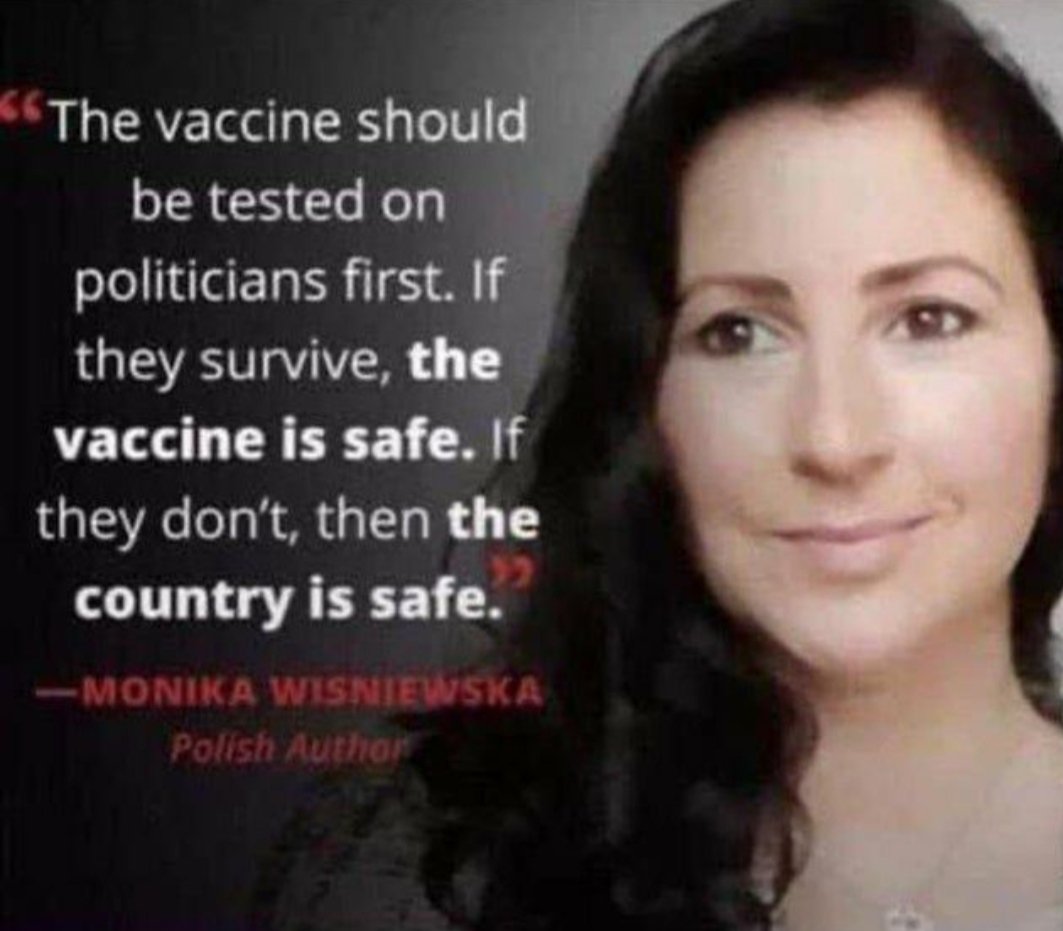 “The vaccine should
be tested on
politicians first. If
they survive, the
vaccine is safe. If
they don’t, then the
country is safe.”
—MONIKA WISNIEWSKA
Polish Author